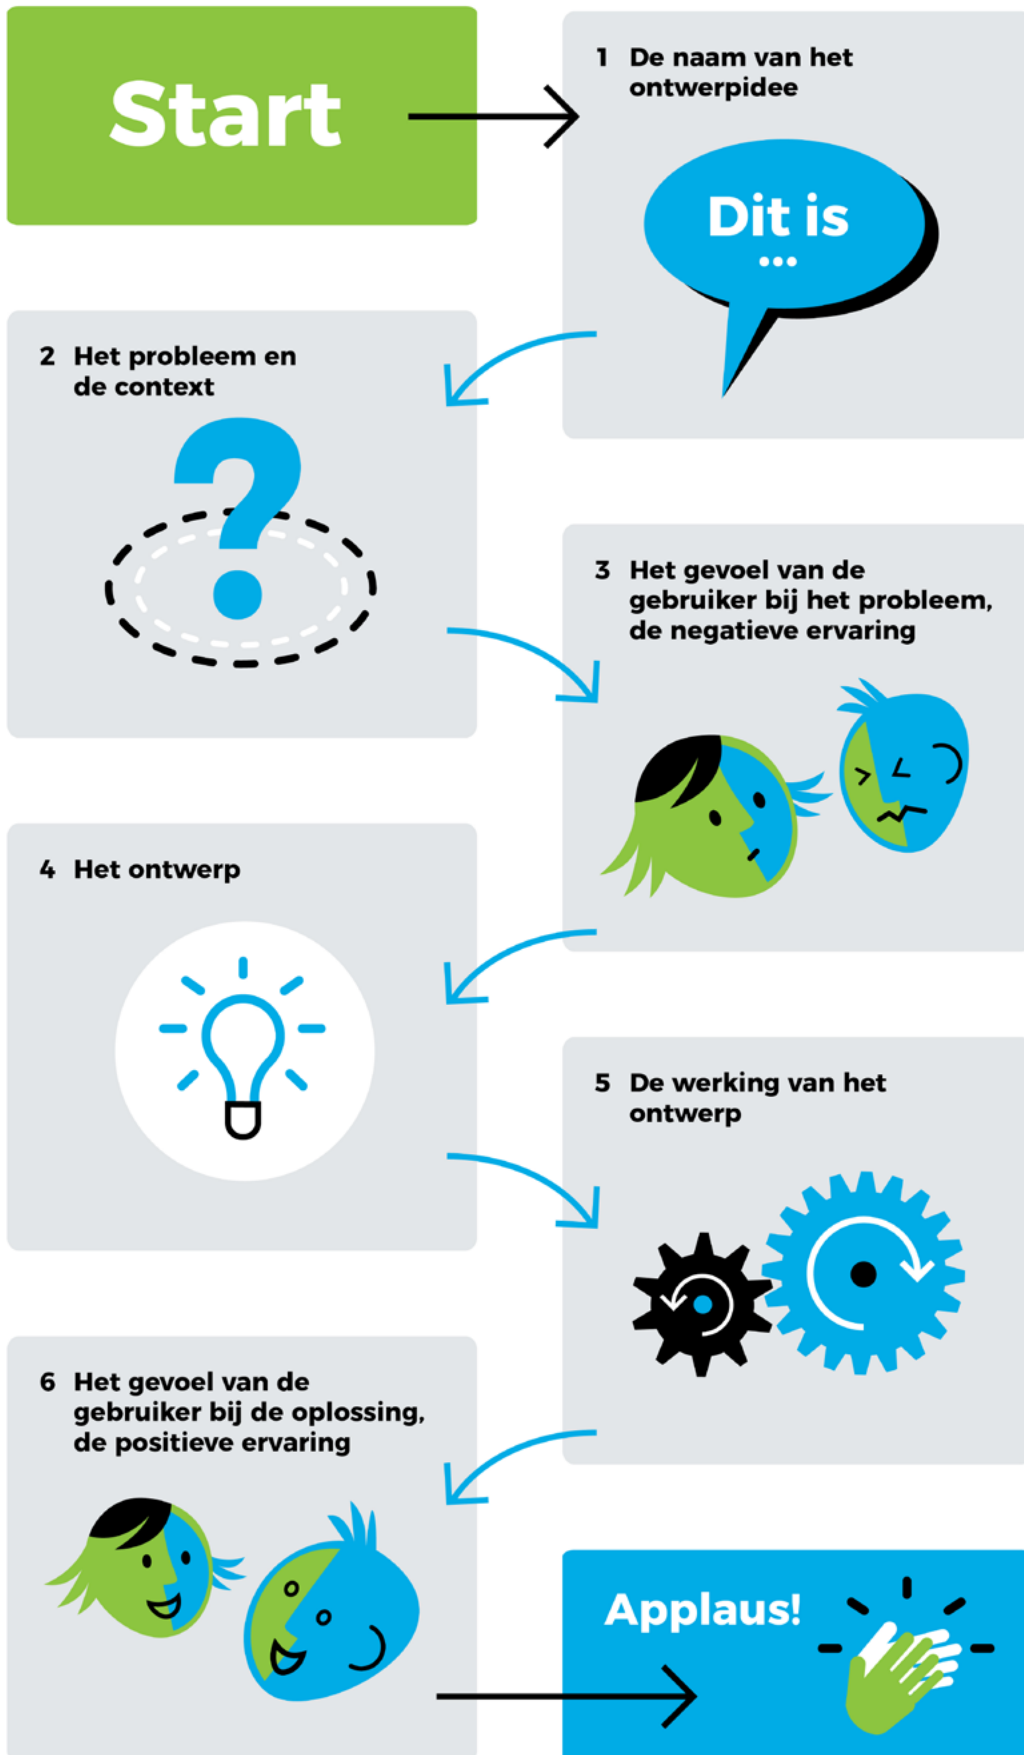 Start
1 De naam van het
ontwerpidee
Dit is
...
2 Het probleem en
de context
?
3 Het gevoel van de
gebruiker bij het probleem,
de negatieve ervaring
4 Het ontwerp
5 De werking van het
ontwerp
6 Het gevoel van de
gebruiker bij de oplossing,
de positieve ervaring
Applaus!